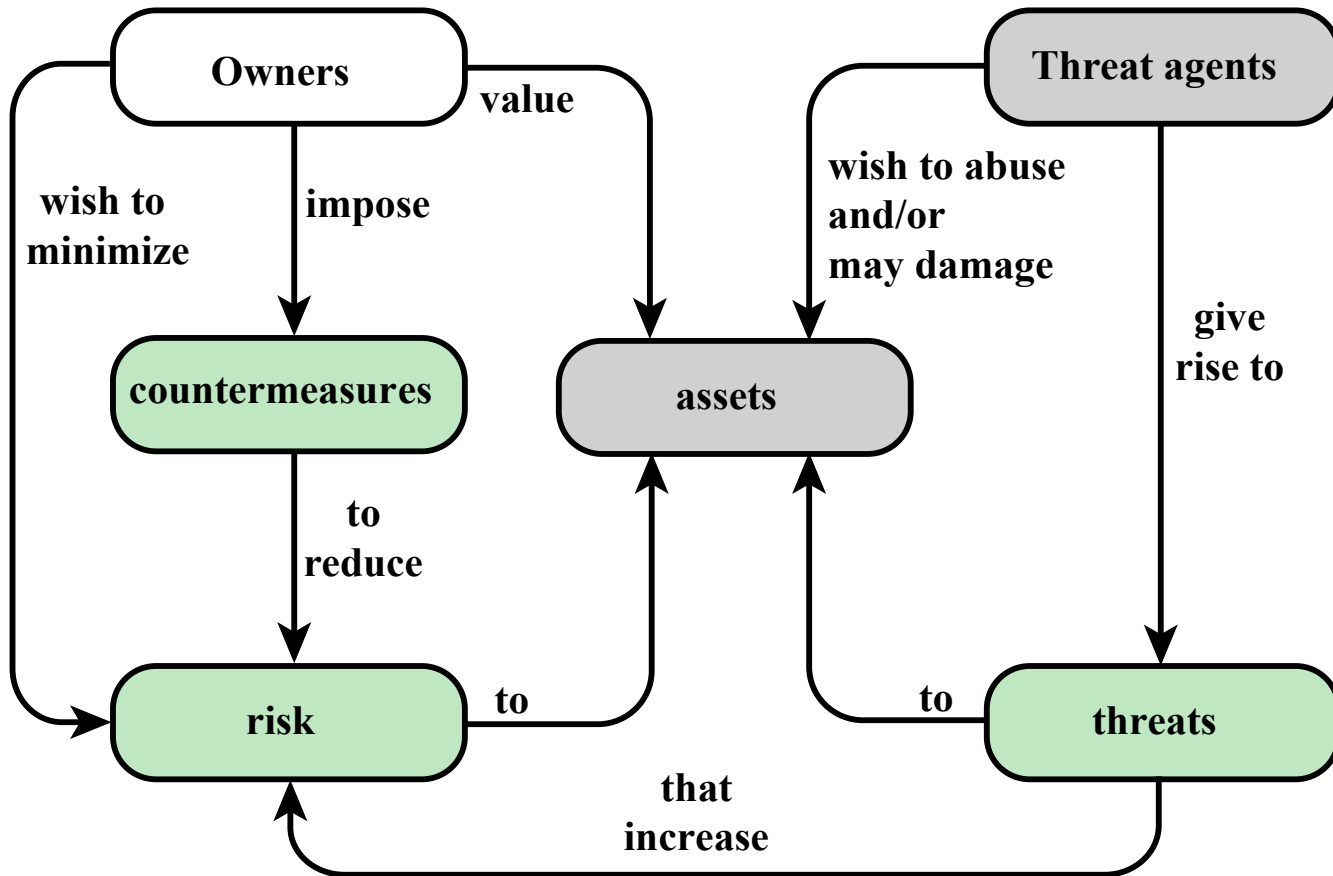 Owners
Threat agents
value
wish to
minimize
impose
wish to abuse
and/or
may damage
give
rise to
countermeasures
assets
to
reduce
risk
to
to
threats
that
increase